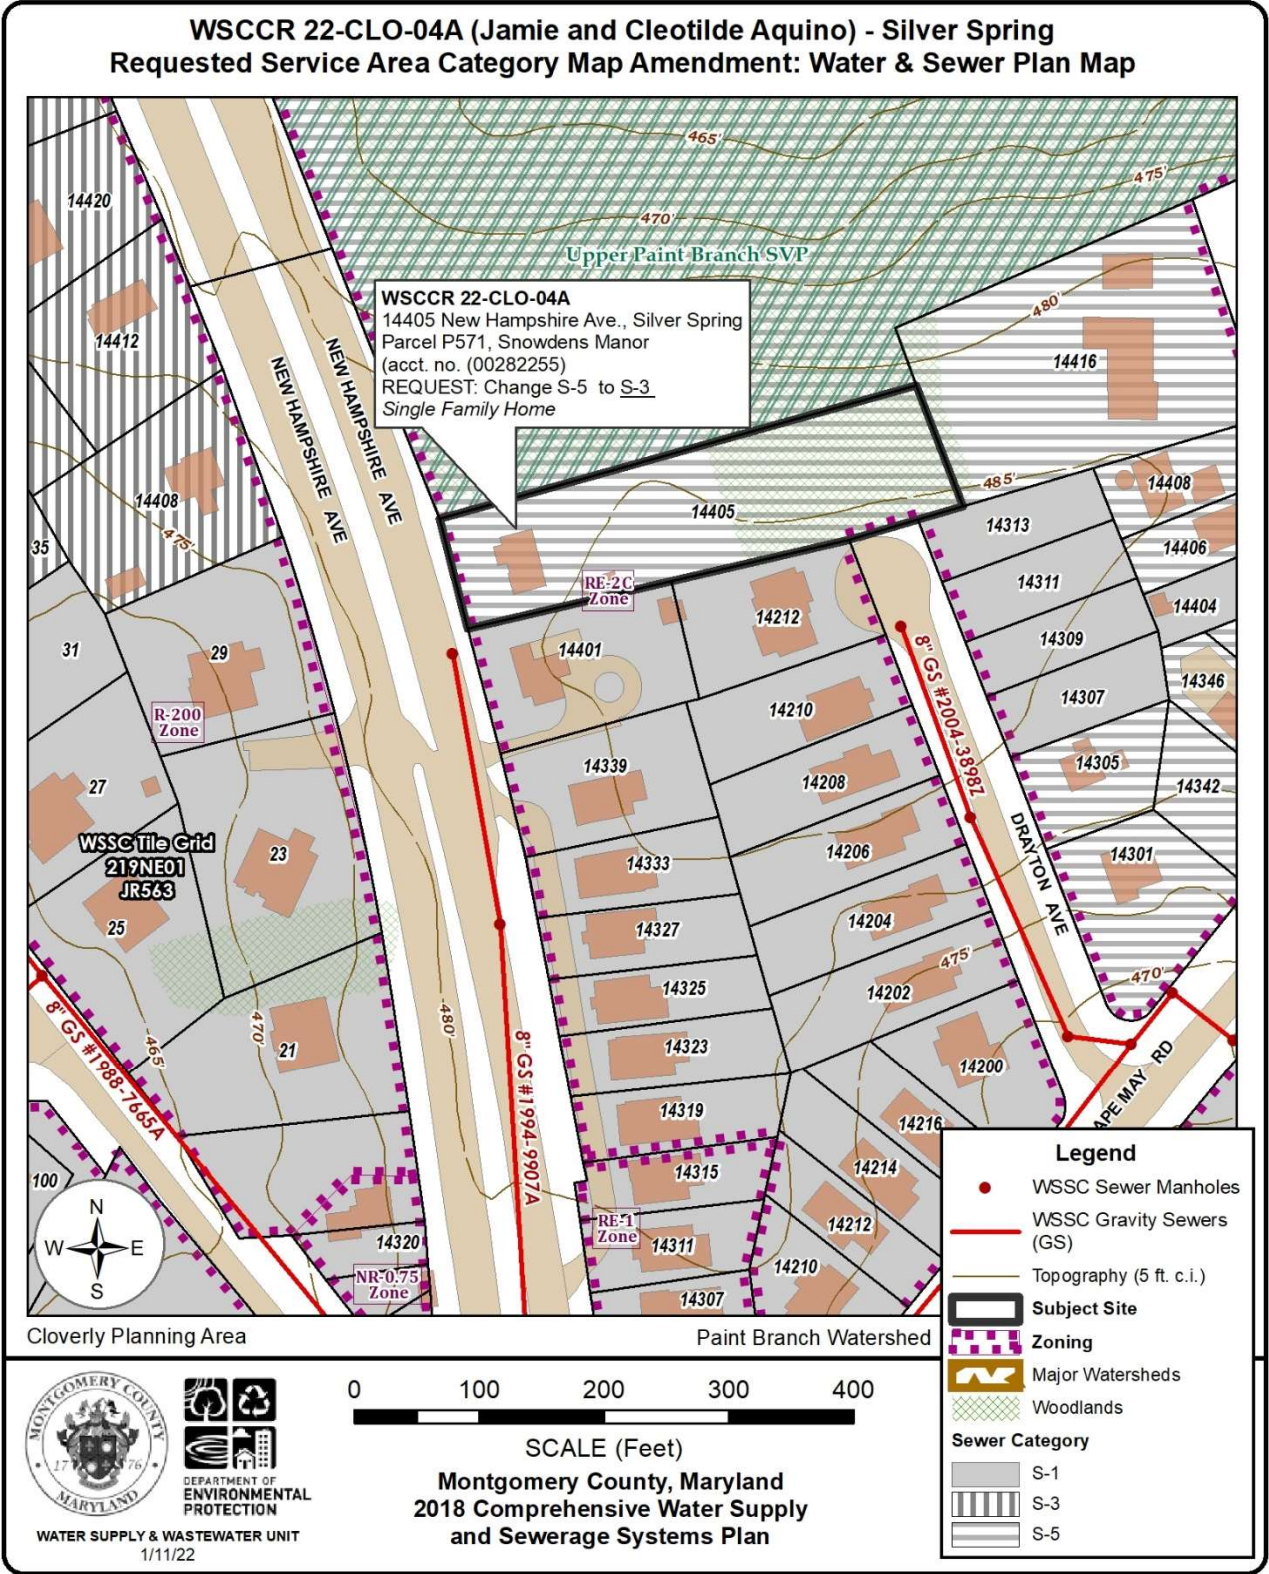 WSCCR 22-CLO-04A (Jamie and Cleotilde Aquino) - Silver Spring
Requested Service Area Category Map Amendment: Water & Sewer Plan Map
465'
475'
14420
470'
Upper Paint Branch SVP
WSCCR 22-CLO-04A
14405 New Hampshire Ave., Silver Spring
Parcel P571, Snowdens Manor
(acct. no. (00282255)
REQUEST: Change S-5 to S-3
Single Family Home
480'
14412
NEW HAMPSHIRE AVE
NEW HAMPSHIRE AVE
14416
14408
475'
35
14405
485'
14408
14313
14406
RE-2C
Zone
14311
14404
14212
31
29
14401
14309
14346
R-200
Zone
14210
14307
8" GS #2004-3898Z
27
14339
14208
14305
14342
WSSC Tile Grid
219NE01
JR563
23
14333
14206
DRAYTON AVE
14301
25
14327
14204
475'
470'
14325
14202
480'
470'
465'
8" GS #1988-7665A
21
8" GS #1994-9907A
14323
14200
APE MAY RD
14319
14216
100
14315
14214
14320
RE-1
Zone
14311
14212
NR-0.75
Zone
14210
14307
N
W E
S
Legend
WSSC Sewer Manholes
WSSC Gravity Sewers
(GS)
Topography (5 ft. c.i.)
Subject Site
Zoning
Major Watersheds
Woodlands
Sewer Category
S-1
S-3
S-5
Cloverly Planning Area
Paint Branch Watershed
MONTGOMERY COUNTY
17 76
MARYLAND
DEPARTMENT OF
ENVIRONMENTAL
PROTECTION
WATER SUPPLY & WASTEWATER UNIT
1/11/22
0 100 200 300 400
SCALE (Feet)
Montgomery County, Maryland
2018 Comprehensive Water Supply
and Sewerage Systems Plan